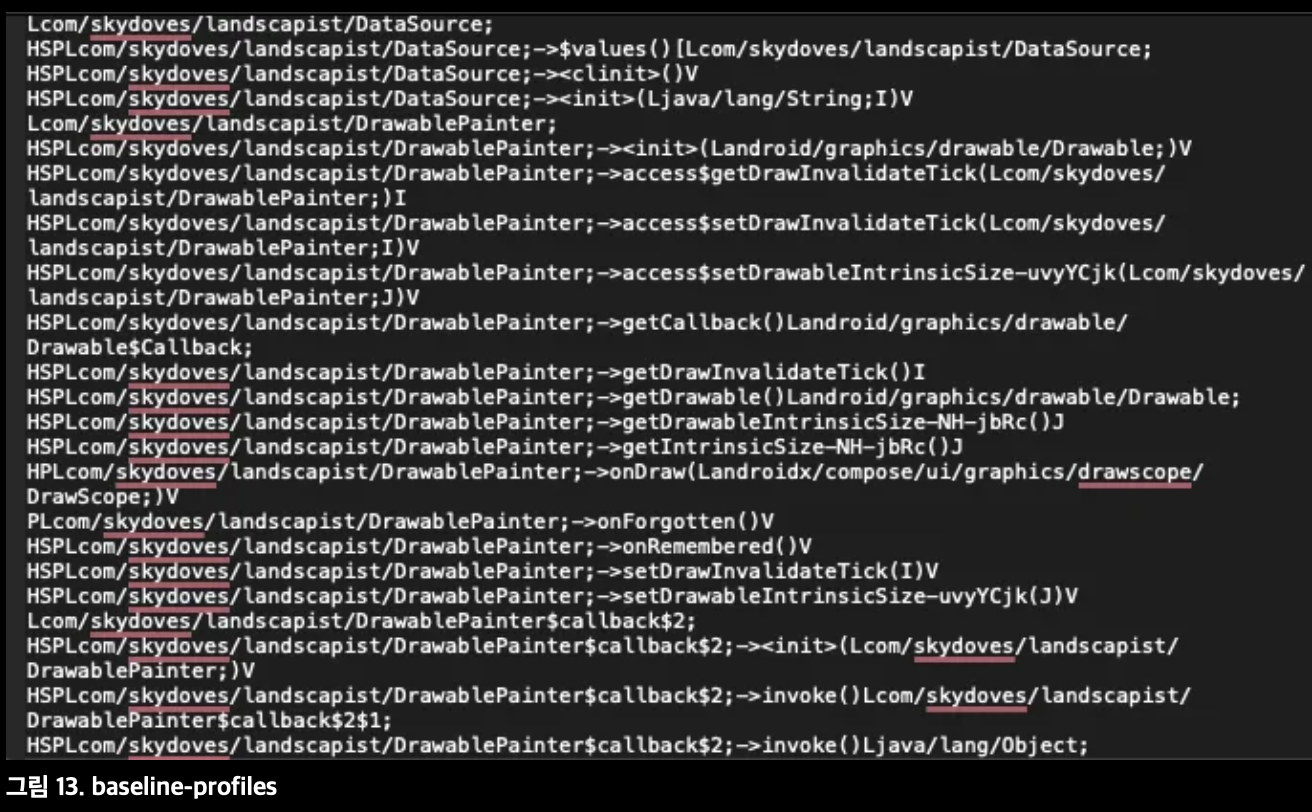 Lcom/skydoves/landscapist/DataSource;
HSPLcom/skydoves/landscapist/DataSource;->$values()[Lcom/skydoves/landscapist/DataSource;
HSPLcom/skydoves/landscapist/DataSource;-><clinit>()V
HSPLcom/skydoves/landscapist/DataSource;-><init>(Ljava/lang/String;I)V
Lcom/skydoves/landscapist/DrawablePainter;
HSPLcom/skydoves/landscapist/DrawablePainter;-><init>(Landroid/graphics/drawable/Drawable;)V
HSPLcom/skydoves/landscapist/DrawablePainter;->access$getDrawInvalidateTick(Lcom/skydoves/
landscapist/DrawablePainter;)I
HSPLcom/skydoves/landscapist/DrawablePainter;->access$setDrawInvalidateTick(Lcom/skydoves/
landscapist/DrawablePainter;I)V
HSPLcom/skydoves/landscapist/DrawablePainter;->access$setDrawableIntrinsicSize-uvyYCjk(Lcom/skydoves/
landscapist/DrawablePainter;J)V
HSPLcom/skydoves/landscapist/DrawablePainter;->getCallback()Landroid/graphics/drawable/
Drawable$Callback;
HSPLcom/skydoves/landscapist/DrawablePainter;->getDrawInvalidateTick()I
HSPLcom/skydoves/landscapist/DrawablePainter;->getDrawable()Landroid/graphics/drawable/Drawable;
HSPLcom/skydoves/landscapist/DrawablePainter;->getDrawableIntrinsicSize-NH-jbRc()J
HSPLcom/skydoves/landscapist/DrawablePainter;->getIntrinsicSize-NH-jbRc()J
HPLcom/skydoves/landscapist/DrawablePainter;->onDraw(Landroidx/compose/ui/graphics/drawscope/
DrawScope;)V
PLcom/skydoves/landscapist/DrawablePainter;->onForgotten()V
HSPLcom/skydoves/landscapist/DrawablePainter;->onRemembered()V
HSPLcom/skydoves/landscapist/DrawablePainter;->setDrawInvalidateTick(I)V
HSPLcom/skydoves/landscapist/DrawablePainter;->setDrawableIntrinsicSize-uvyYCjk(J)V
Lcom/skydoves/landscapist/DrawablePainter$callback$2;
HSPLcom/skydoves/landscapist/DrawablePainter$callback$2;-><init>(Lcom/skydoves/landscapist/
DrawablePainter;)V
HSPLcom/skydoves/landscapist/DrawablePainter$callback$2;->invoke()Lcom/skydoves/landscapist/
DrawablePainter$callback$2$1;
HSPLcom/skydoves/landscapist/DrawablePainter$callback$2;->invoke()Ljava/lang/Object;
그림 13. baseline-profiles